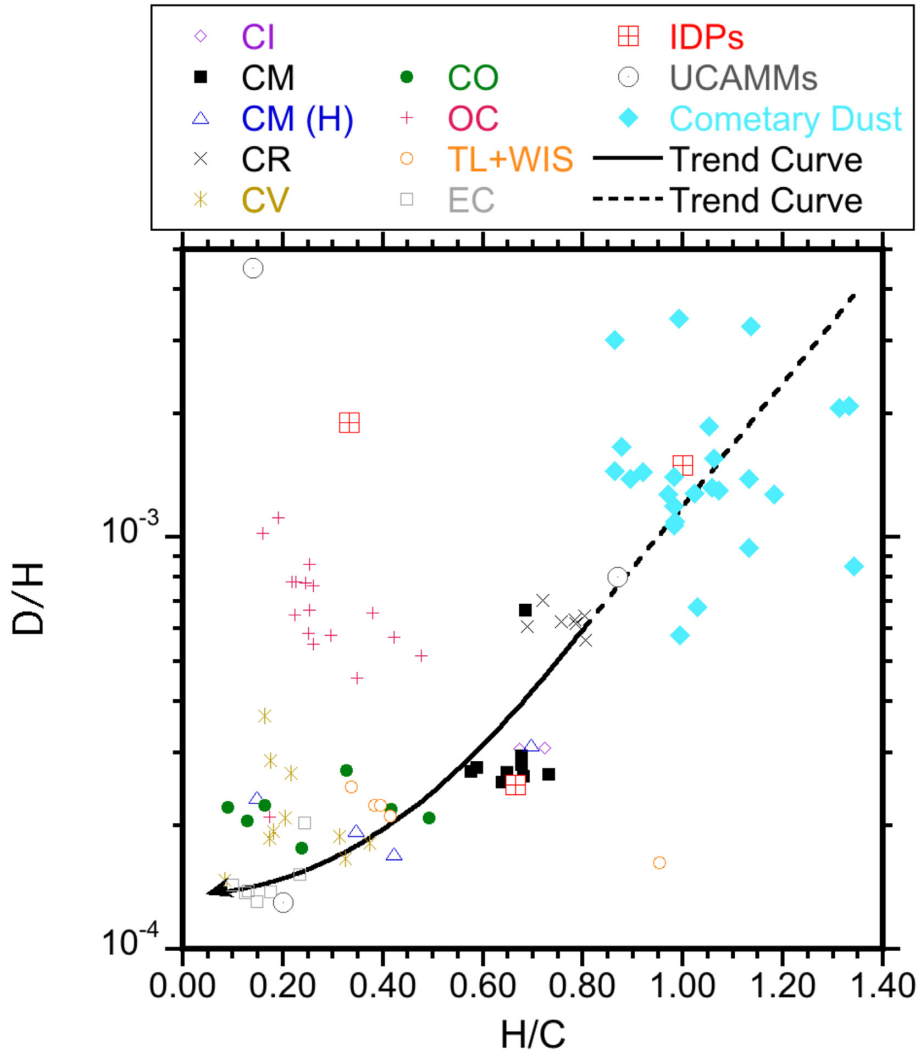 CI IDPs
CM CO UCAMMs
CM (H) OC Cometary Dust
CR TL+WIS Trend Curve
CV EC Trend Curve
D/H
10-3
10-4
0.00 0.20 0.40 0.60 0.80 1.00 1.20 1.40
H/C